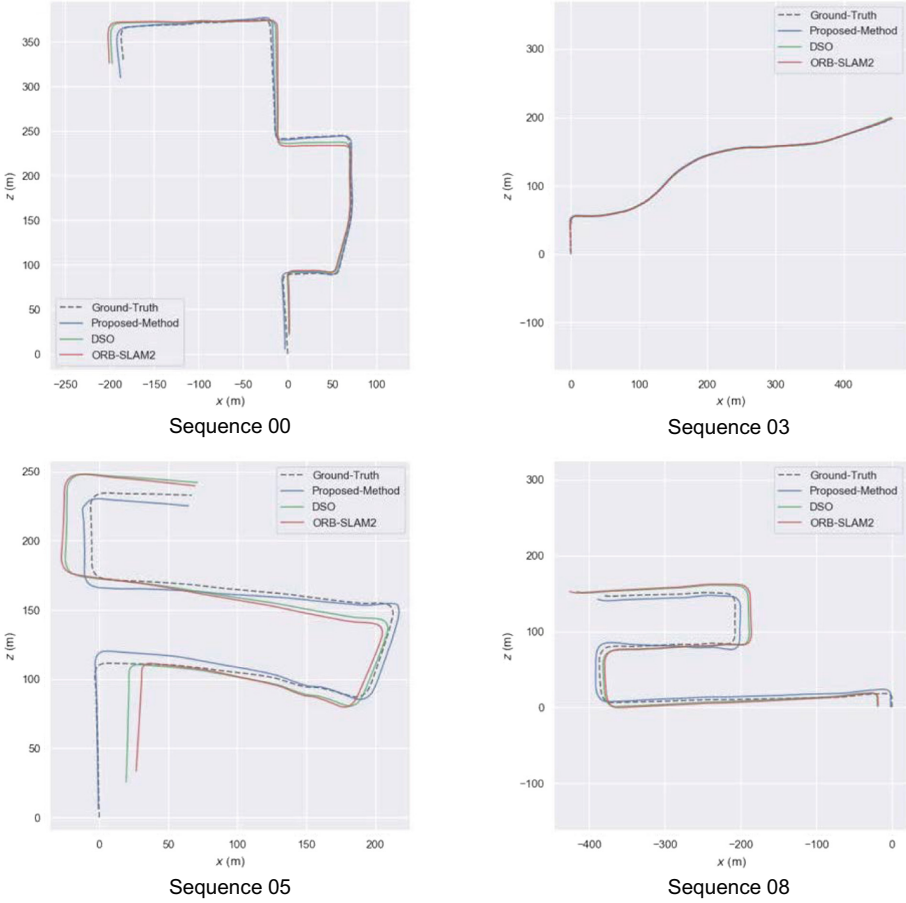 350
300
250
200
150
100
50
0
z (m)
Ground-Truth
Proposed-Method
DSO
ORB-SLAM2
−250 −200 −150 −100 −50 0 50 100
x (m)
Sequence 00
300
200
100
0
−100
z (m)
Ground-Truth
Proposed-Method
DSO
ORB-SLAM2
0 100 200 300 400
x (m)
Sequence 03
250
200
150
100
50
0
z (m)
Ground-Truth
Proposed-Method
DSO
ORB-SLAM2
0 50 100 150 200
x (m)
Sequence 05
300
200
100
0
−100
z (m)
Ground-Truth
Proposed-Method
DSO
ORB-SLAM2
−400 −300 −200 −100 0
x (m)
Sequence 08